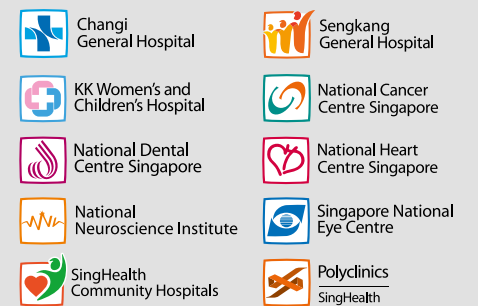 Changi
General Hospital
Sengkang
General Hospital
KK Women's and
Children's Hospital
National Cancer
Centre Singapore
National Dental
Centre Singapore
National Heart
Centre Singapore
National
Neuroscience Institute
Singapore National
Eye Centre
SingHealth
Community Hospitals
Polyclinics
SingHealth